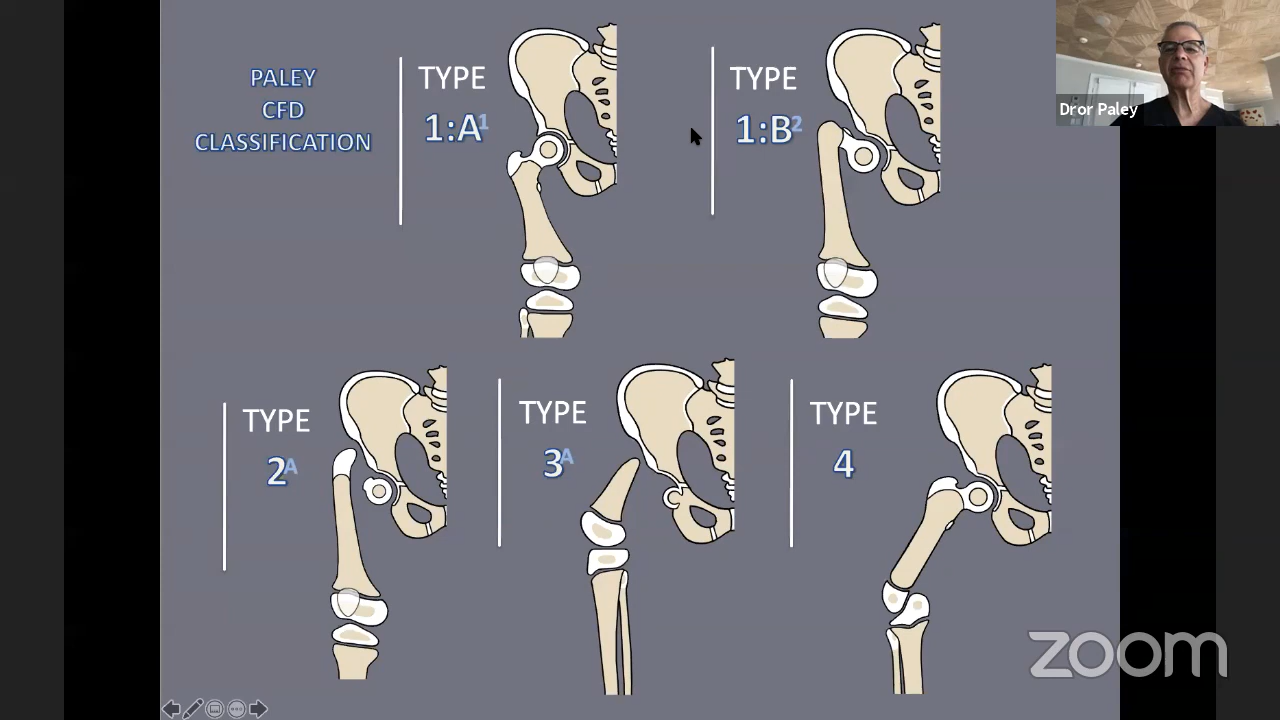 PALEY
CFD
CLASSIFICATION
TYPE
1:A1
TYPE
1:B2
Dror Paley
TYPE
2A
TYPE
3A
TYPE
4
zoom